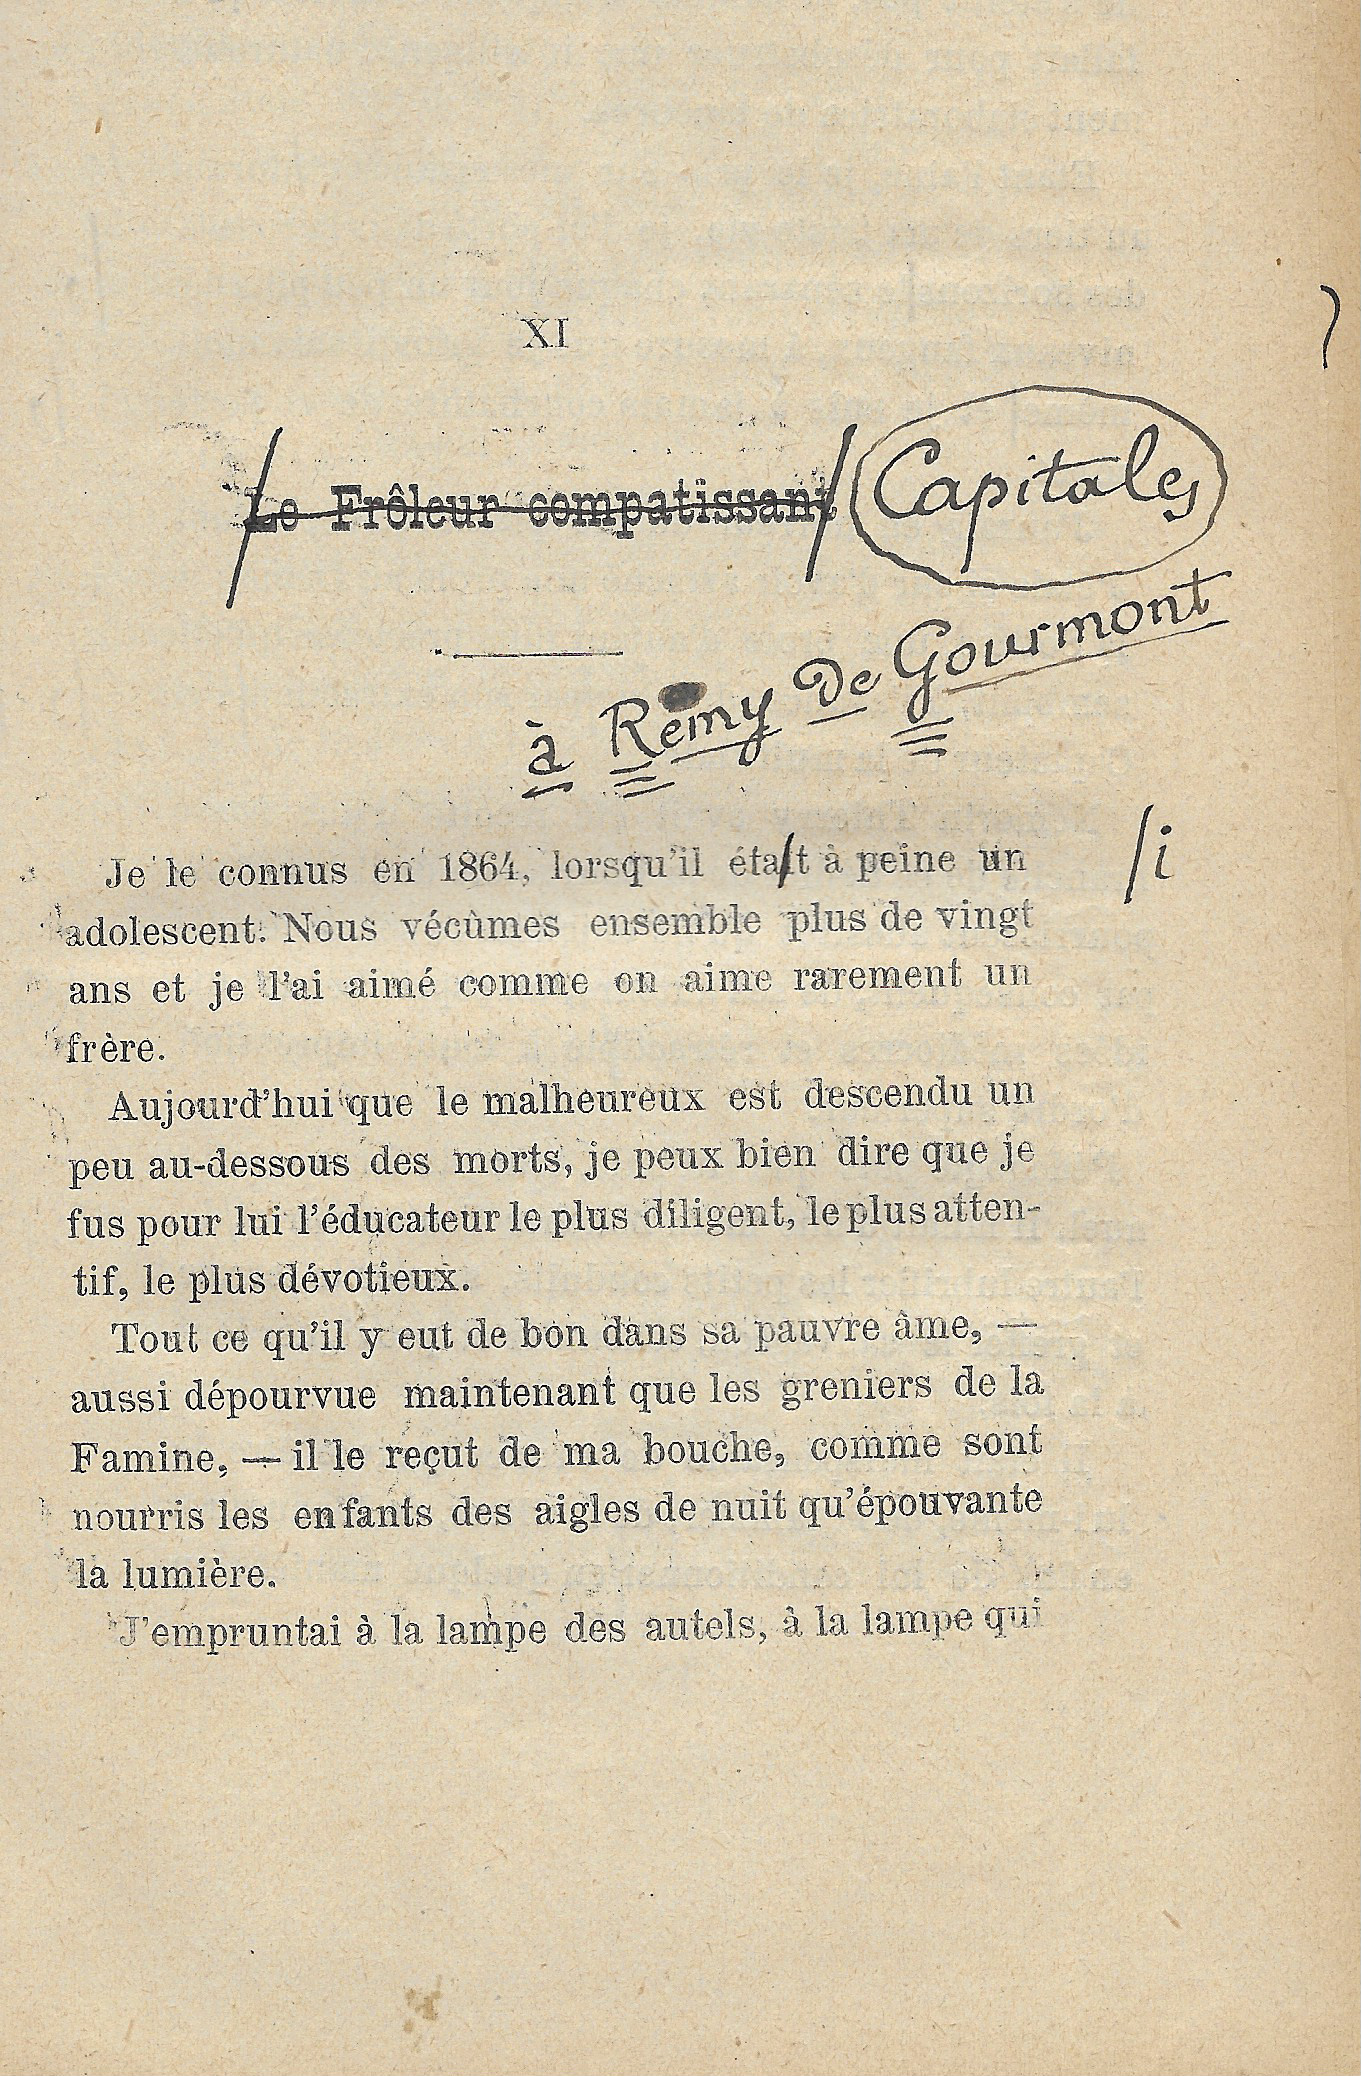 XI
Le Frôleur compatissant Capitales
à Remy De Gourmont
Je le connus en 1864, lorsqu'il étalt à peine un /i
adolescent. Nous vécûmes ensemble plus de vingt
ans et je l'ai aimé comme on aime rarement un
frère.
Aujourd'hui que le malheureux est descendu un
peu au-dessous des morts, je peux bien dire que je
fus pour lui l'éducateur le plus diligent, le plus atten-
tif, le plus dévotieux.
Tout ce qu'il y eut de bon dans sa pauvre âme, —
aussi dépourvue maintenant que les greniers de la
Famine, — il le reçut de ma bouche, comme sont
nourris les enfants des aigles de nuit qu'épouvante
la lumière.
J'empruntai à la lampe des autels, à la lampe qui